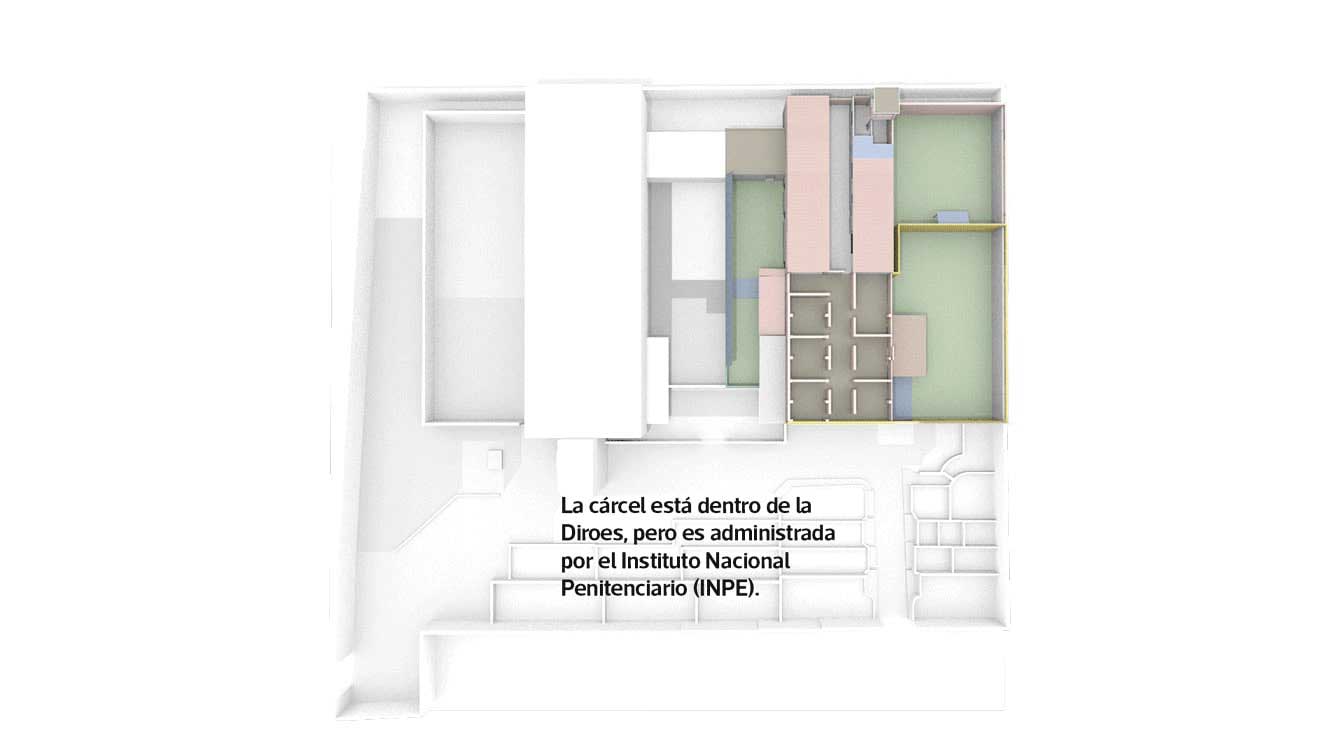 La cárcel está dentro de la
Diroes, pero es administrada
por el Instituto Nacional
Penitenciario (INPE).